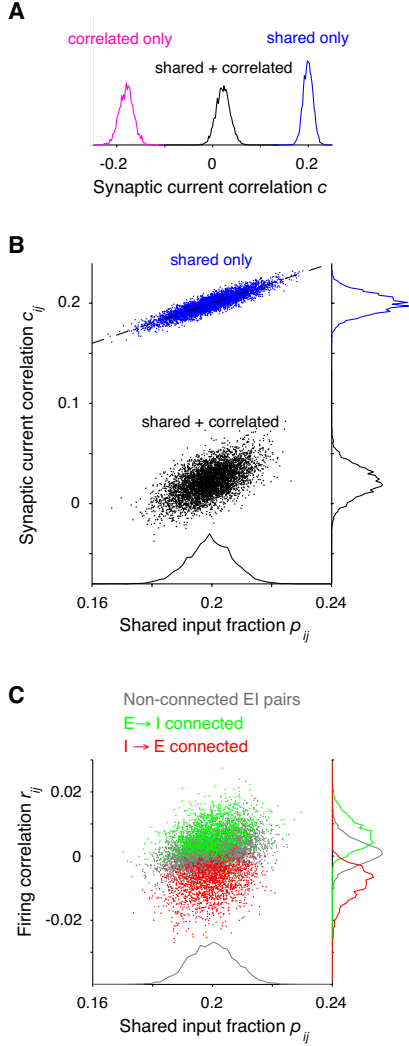 A
correlated only
shared only
shared + correlated
-0.2 0 0.2
Synaptic current correlation c
B
shared only
0.2
0.1
shared + correlated
0
Synaptic current correlation c ij
0.16 0.2 0.24
Shared input fraction p ij
C
Non-connected EI pairs
E→ I connected
I → E connected
0.02
0
-0.02
Firing correlation r ij
0.16 0.2 0.24
Shared input fraction p ij